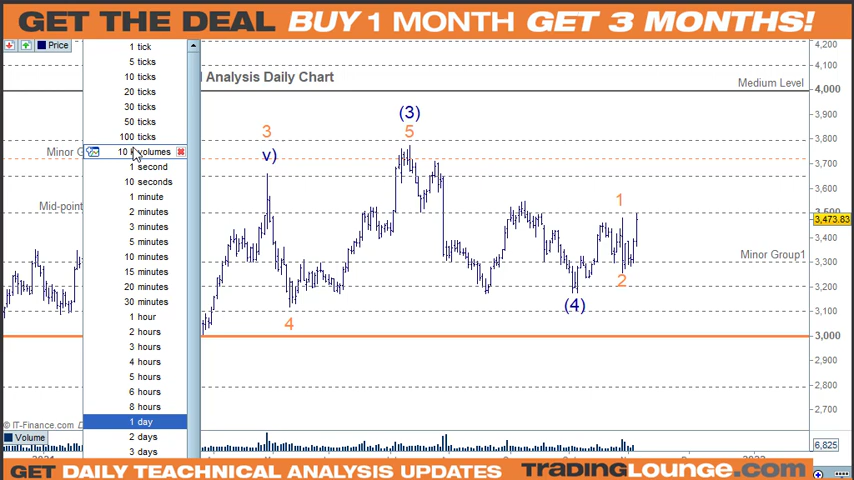 GET THE DEAL BUY 1 MONTH GET 3 MONTHS!
Price
1 tick
5 ticks
10 ticks
20 ticks
30 ticks
50 ticks
100 ticks
1 second
10 seconds
1 minute
2 minutes
3 minutes
5 minutes
10 minutes
15 minutes
20 minutes
30 minutes
1 hour
2 hours
3 hours
4 hours
5 hours
6 hours
8 hours
1 day
2 days
3 days
Analysis Daily Chart
Medium Level
Minor
Mid-point
Minor Group1
3
v)
4
(3)
5
(4)
1
2
4,200
4,100
4,000
3,900
3,800
3,700
3,600
3,473.83
3,400
3,300
3,200
3,100
3,000
2,900
2,800
2,700
© IT-Finance.com
Volume
6,825
GET DAILY TEACHNICAL ANALYSIS UPDATES TRADINGLOUNGE.com